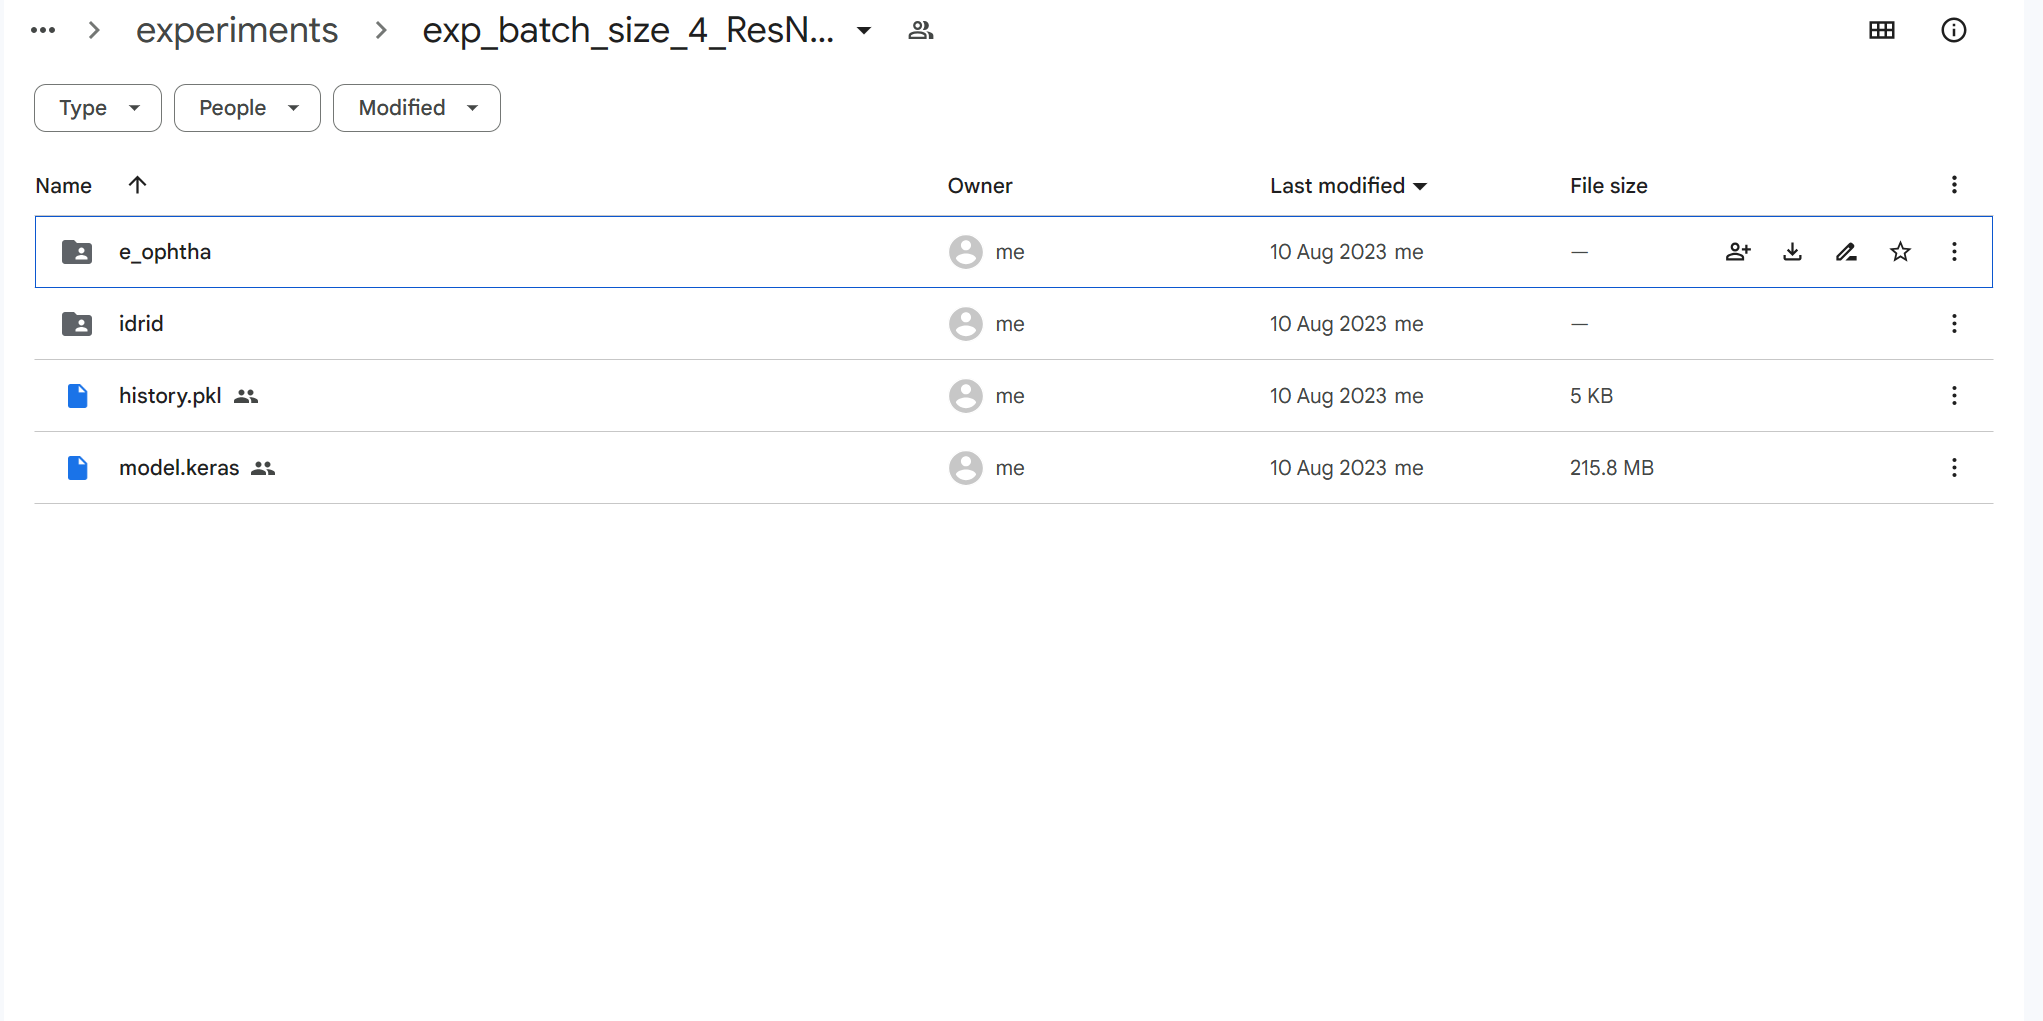 experiments exp_batch_size_4_ResN...
Type People Modified
Name Owner Last modified File size
e_ophtha me 10 Aug 2023 me —
idrid me 10 Aug 2023 me —
history.pkl me 10 Aug 2023 me 5 KB
model.keras me 10 Aug 2023 me 215.8 MB